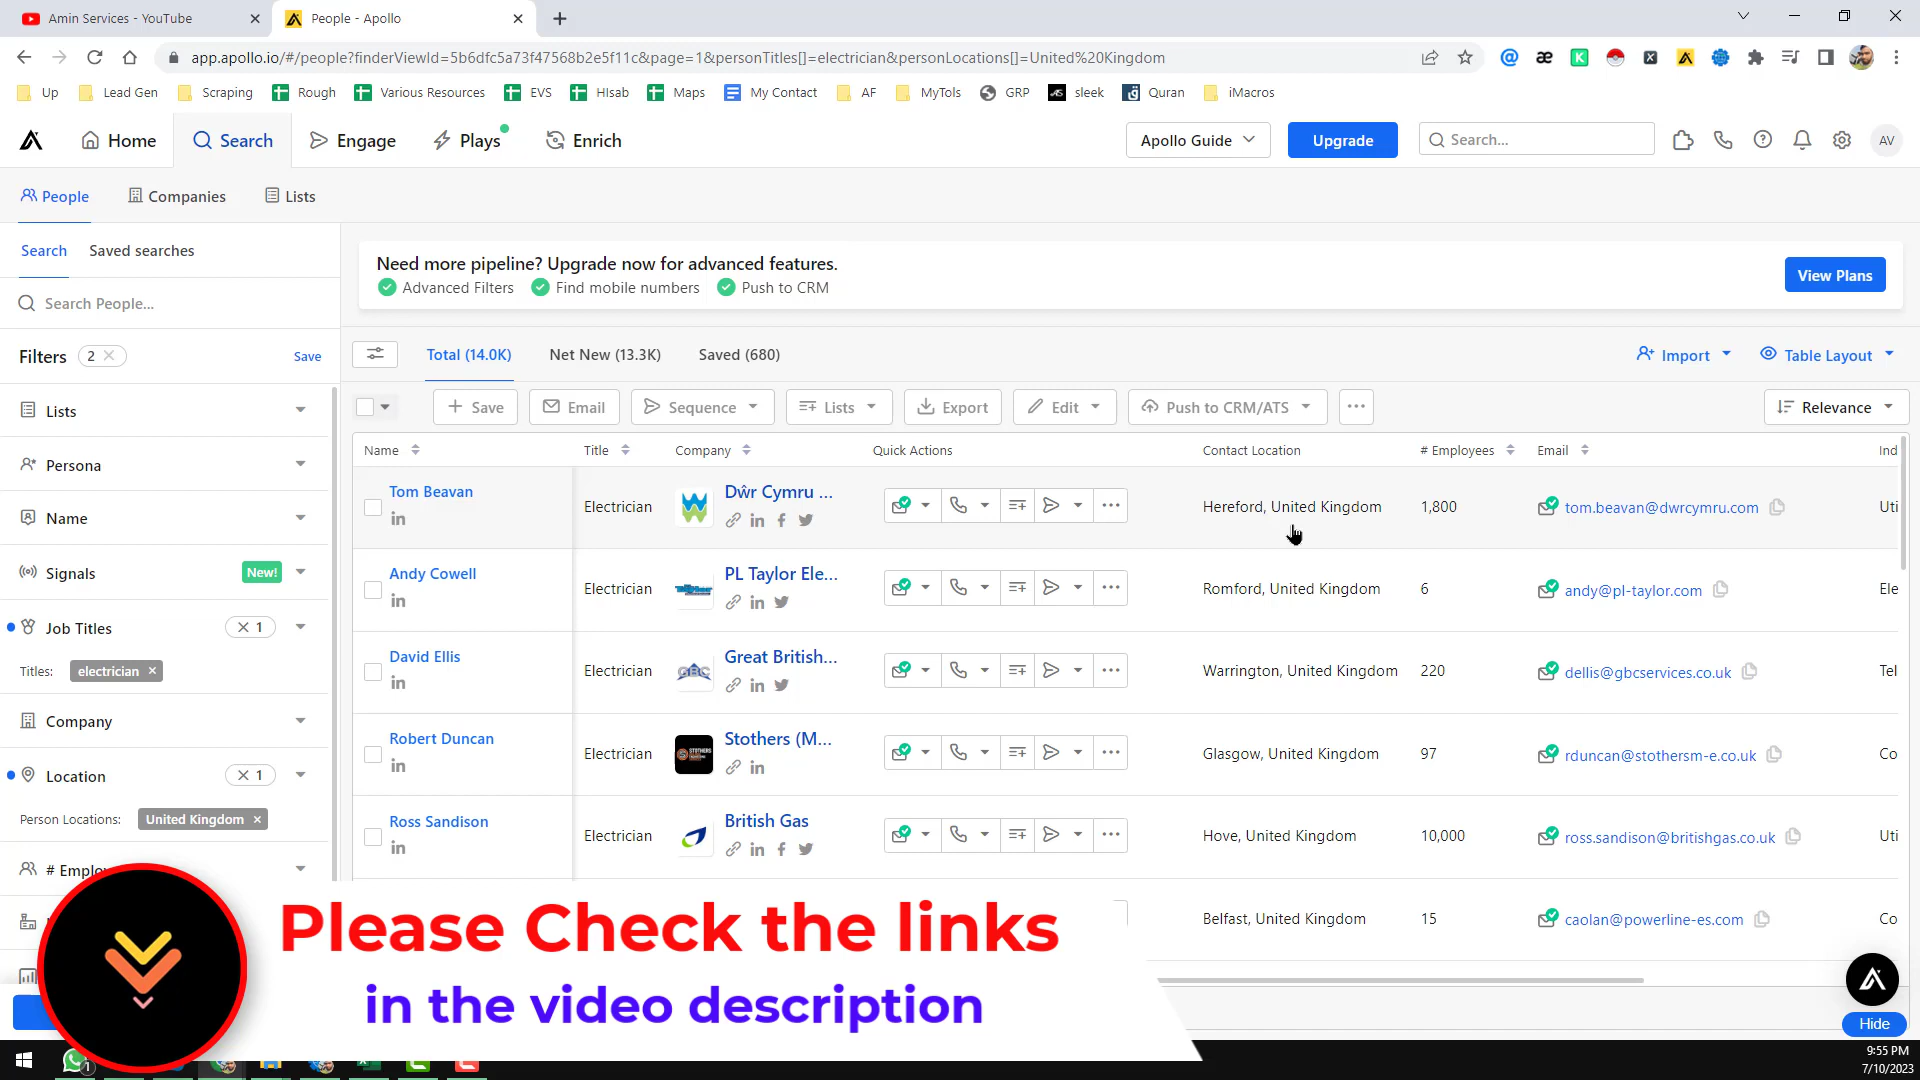 Amin Services - YouTube
People - Apollo
app.apollo.io/#/people?finderViewId=5b6dfc5a73f47568b2e5f11c&page=1&personTitles[]=electrician&personLocations[]=United%20Kingdom
Up
Lead Gen
Scraping
Rough
Various Resources
EVS
HIsab
Maps
My Contact
AF
MyTols
GRP
sleek
Quran
iMacros
Home
Search
Engage
Plays
Enrich
Apollo Guide
Upgrade
Search...
AV
People
Companies
Lists
Search
Saved searches
Search People...
Filters
2
Save
Lists
Persona
Name
Signals
New!
Job Titles
1
Titles:
electrician
Company
Location
1
Person Locations:
United Kingdom
Need more pipeline? Upgrade now for advanced features.
Advanced Filters
Find mobile numbers
Push to CRM
View Plans
Total (14.0K)
Net New (13.3K)
Saved (680)
Import
Table Layout
Save
Email
Sequence
Lists
Export
Edit
Push to CRM/ATS
Relevance
Name
Title
Company
Quick Actions
Contact Location
# Employees
Email
Ind
Tom Beavan
Electrician
Dŵr Cymru ...
Hereford, United Kingdom
1,800
tom.beavan@dwrcymru.com
Uti
Andy Cowell
Electrician
PL Taylor Ele...
Romford, United Kingdom
6
andy@pl-taylor.com
Ele
David Ellis
Electrician
GBC
Great British...
Warrington, United Kingdom
220
dellis@gbcservices.co.uk
Tel
Robert Duncan
Electrician
STOTHERS
Stothers (M...
Glasgow, United Kingdom
97
rduncan@stothersm-e.co.uk
Co
Ross Sandison
Electrician
British Gas
Hove, United Kingdom
10,000
ross.sandison@britishgas.co.uk
Uti
Belfast, United Kingdom
15
caolan@powerline-es.com
Co
Please Check the links
in the video description
Hide
1
9:55 PM
7/10/2023